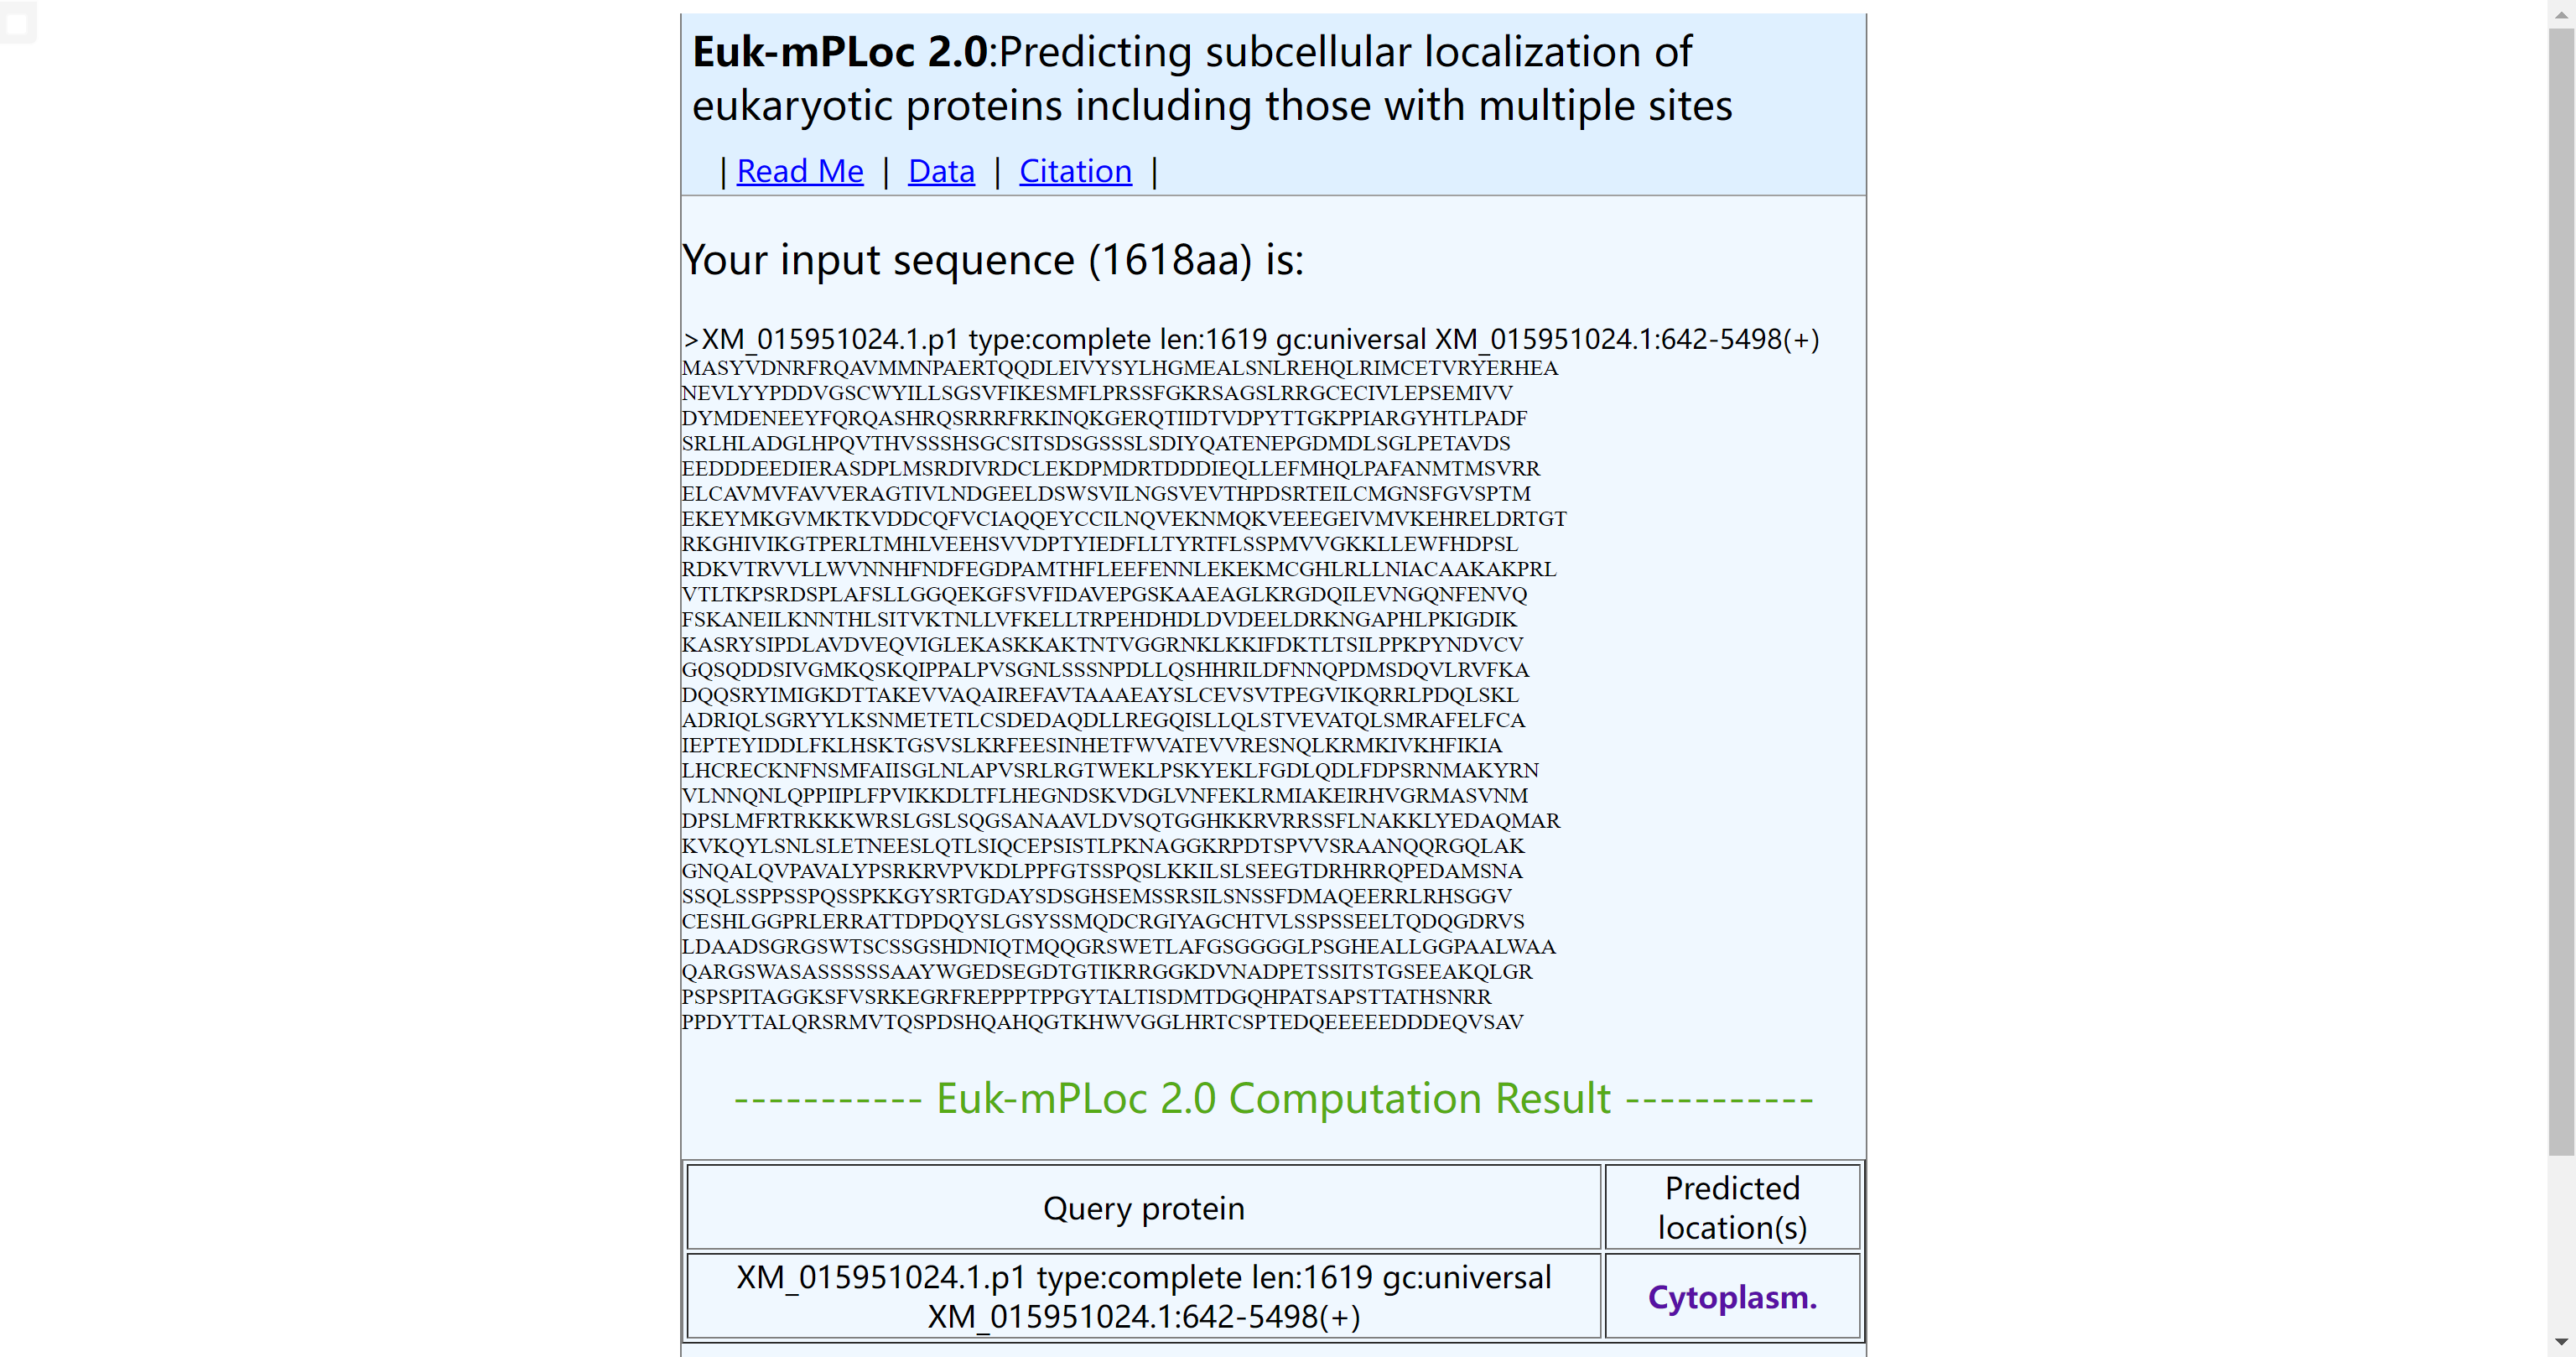 Euk-mPLoc 2.0:Predicting subcellular localization of
eukaryotic proteins including those with multiple sites
| Read Me | Data | Citation |
Your input sequence (1618aa) is:
>XM_015951024.1.p1 type:complete len:1619 gc:universal XM_015951024.1:642-5498(+)
MASYVDNRFRQAVMMNPAERTQQDLEIVYSYLHGMEALSNLREHQLRIMCETVRYERHEA
NEVLYYPDDVGSCWYILLSGSVFIKESMFLPRSSFGKRSAGSLRRGCECIVLEPSEMIVV
DYMDENEEYFQRQASHRQSRRRFRKINQKGERQTIIDTVDPYTTGKPPIARGYHTLPADF
SRLHLADGLHPQVTHVSSSHSGCSITSDSGSSSLSDIYQATENEPGDMDLSGLPETAVDS
EEDDDEEDIERASDPLMSRDIVRDCLEKDPMDRTDDDIEQLLEFMHQLPAFANMTMSVRR
ELCAVMVFAVVERAGTIVLNDGEELDSWSVILNGSVEVTHPDSRTEILCMGNSFGVSPTM
EKEYMKGVMKTKVDDCQFVCIAQQEYCCILNQVEKNMQKVEEEGEIVMVKEHRELDRTGT
RKGHIVIKGTPERLTMHLVEEHSVVDPTYIEDFLLTYRTFLSSPMVVGKKLLEWFHDPSL
RDKVTRVVLLWVNNHFNDFEGDPAMTHFLEEFENNLEKEKMCGHLRLLNIACAAKAKPRL
VTLTKPSRDSPLAFSLLGGQEKGFSVFIDAVEPGSKAAEAGLKRGDQILEVNGQNFENVQ
FSKANEILKNNTHLSITVKTNLLVFKELLTRPEHDHDLDVDEELDRKNGAPHLPKIGDIK
KASRYSIPDLAVDVEQVIGLEKASKKAKTNTVGGRNKLKKIFDKTLTSILPPKPYNDVCV
GQSQDDSIVGMKQSKQIPPALPVSGNLSSSNPDLLQSHHRILDFNNQPDMSDQVLRVFKA
DQQSRYIMIGKDTTAKEVVAQAIREFAVTAAAEAYSLCEVSVTPEGVIKQRRLPDQLSKL
ADRIQLSGRYYLKSNMETETLCSDEDAQDLLREGQISLLQLSTVEVATQLSMRAFELFCA
IEPTEYIDDLFKLHSKTGSVSLKRFEESINHETFWVATEVVRESNQLKRMKIVKHFIKIA
LHCRECKNFNSMFAIISGLNLAPVSRLRGTWEKLPSKYEKLFGDLQDLFDPSRNMAKYRN
VLNNQNLQPPIIPLFPVIKKDLTFLHEGNDSKVDGLVNFEKLRMIAKEIRHVGRMASVNM
DPSLMFRTRKKKWRSLGSLSQGSANAAVLDVSQTGGHKKRVRRSSFLNAKKLYEDAQMAR
KVKQYLSNLSLETNEESLQTLSIQCEPSISTLPKNAGGKRPDTSPVVSRAANQQRGQLAK
GNQALQVPAVALYPSRKRVPVKDLPPFGTSSPQSLKKILSLSEEGTDRHRRQPEDAMSNA
SSQLSSPPSSPQSSPKKGYSRTGDAYSDSGHSEMSSRSILSNSSFDMAQEERRLRHSGGV
CESHLGGPRLERRATTDPDQYSLGSYSSMQDCRGIYAGCHTVLSSPSSEELTQDQGDRVS
LDAADSGRGSWTSCSSGSHDNIQTMQQGRSWETLAFGSGGGGLPSGHEALLGGPAALWAA
QARGSWASASSSSSSAAYWGEDSEGDTGTIKRRGGKDVNADPETSSITSTGSEEAKQLGR
PSPSPITAGGKSFVSRKEGRFREPPPTPPGYTALTISDMTDGQHPATSAPSTTATHSNRR
PPDYTTALQRSRMVTQSPDSHQAHQGTKHWVGGLHRTCSPTEDQEEEEEDDDEQVSAV
----------- Euk-mPLoc 2.0 Computation Result -----------
Query protein
Predicted
location(s)
XM_015951024.1.p1 type:complete len:1619 gc:universal
XM_015951024.1:642-5498(+)
Cytoplasm.